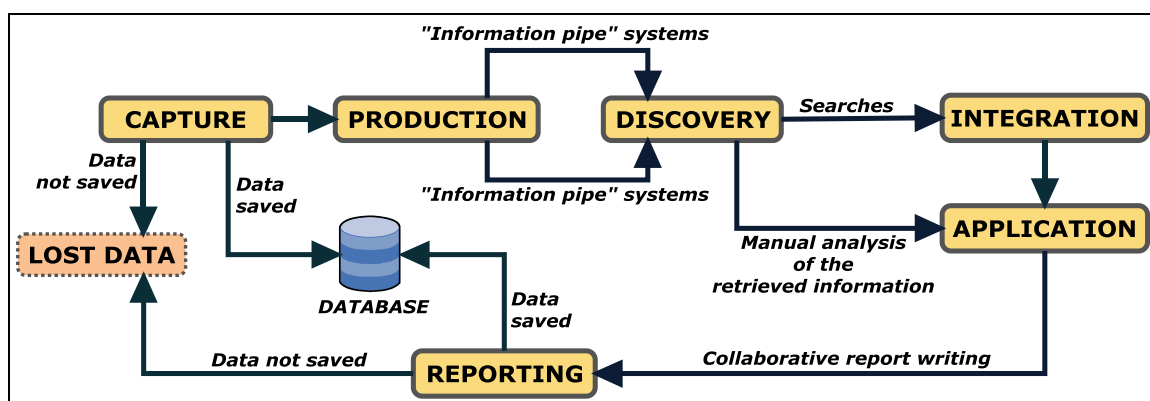 "Information pipe" systems
CAPTURE
PRODUCTION
DISCOVERY
Searches
INTEGRATION
Data
not saved
Data
saved
"Information pipe" systems
LOST DATA
DATABASE
APPLICATION
Manual analysis
of the
retrieved information
Data
saved
Data not saved
REPORTING
Collaborative report writing